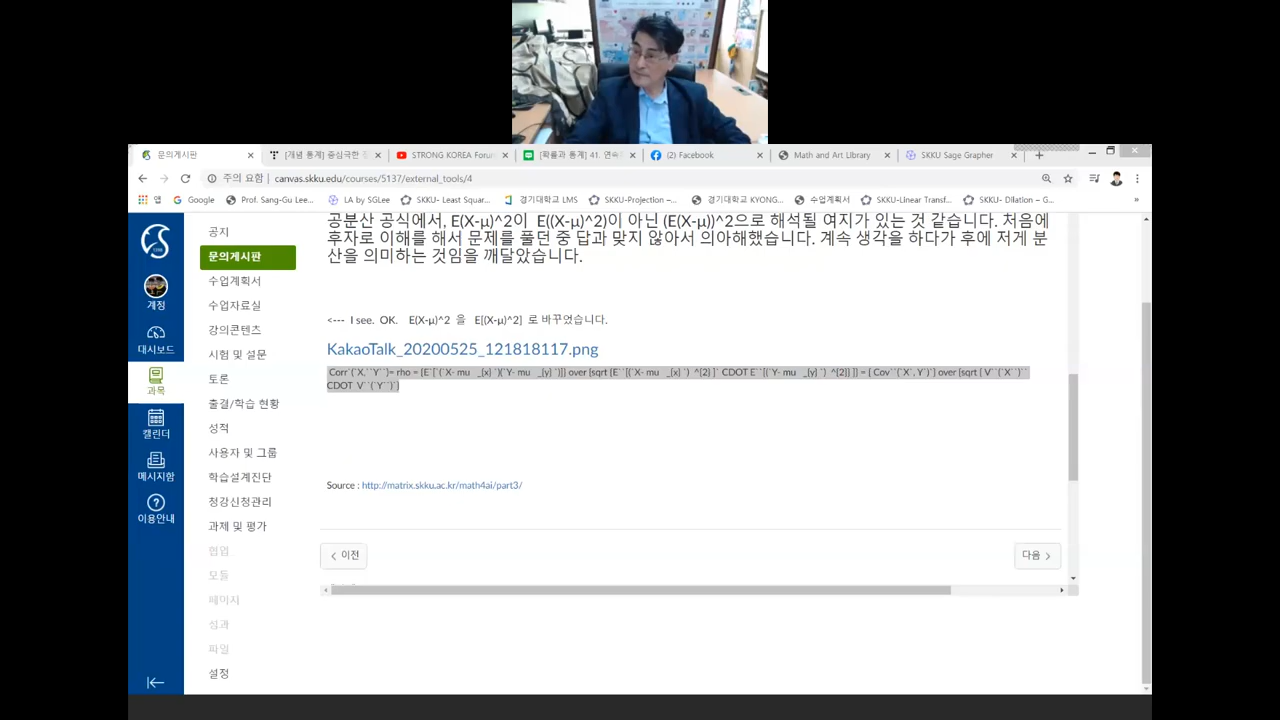 문의게시판
[개념 통계] 중심극한
STRONG KOREA Forum
[확률과 통계] 41. 연속
(2) Facebook
Math and Art Library
SKKU Sage Grapher
주의 요함 | canvas.skku.edu/courses/5137/external_tools/4
앱
Google
Prof. Sang-Gu Lee...
LA by SGLee
SKKU- Least Squar...
경기대학교 LMS
SKKU-Projection –...
경기대학교 KYONG...
수업계획서
SKKU-Linear Transf...
SKKU- Dilation – G...
»
계정
대시보드
과목
캘린더
메시지함
이용안내
공지
문의게시판
수업계획서
수업자료실
강의콘텐츠
시험 및 설문
토론
출결/학습 현황
성적
사용자 및 그룹
학습설계진단
청강신청관리
과제 및 평가
협업
모듈
페이지
성과
파일
설정
공분산 공식에서, E(X-μ)^2이 E((X-μ)^2)이 아닌 (E(X-μ))^2으로 해석될 여지가 있는 것 같습니다. 처음에
후자로 이해를 해서 문제를 풀던 중 답과 맞지 않아서 의아해했습니다. 계속 생각을 하다가 후에 저게 분
산을 의미하는 것임을 깨달았습니다.
<--- I see. OK. E(X-μ)^2 을 E[(X-μ)^2] 로 바꾸었습니다.
KakaoTalk_20200525_121818117.png
Corr (`X,``Y``)= rho = {E`[`(`X- mu _{x} `)(`Y- mu _{y} `)]} over {sqrt {E``[(`X- mu _{x} `) ^{2} ]` CDOT E``[(`Y- mu _{y} `) ^{2}] }} = { Cov``(`X`, Y`)`} over {sqrt { V``(`X``)``
CDOT V``(`Y``)`}
Source : http://matrix.skku.ac.kr/math4ai/part3/
이전
다음